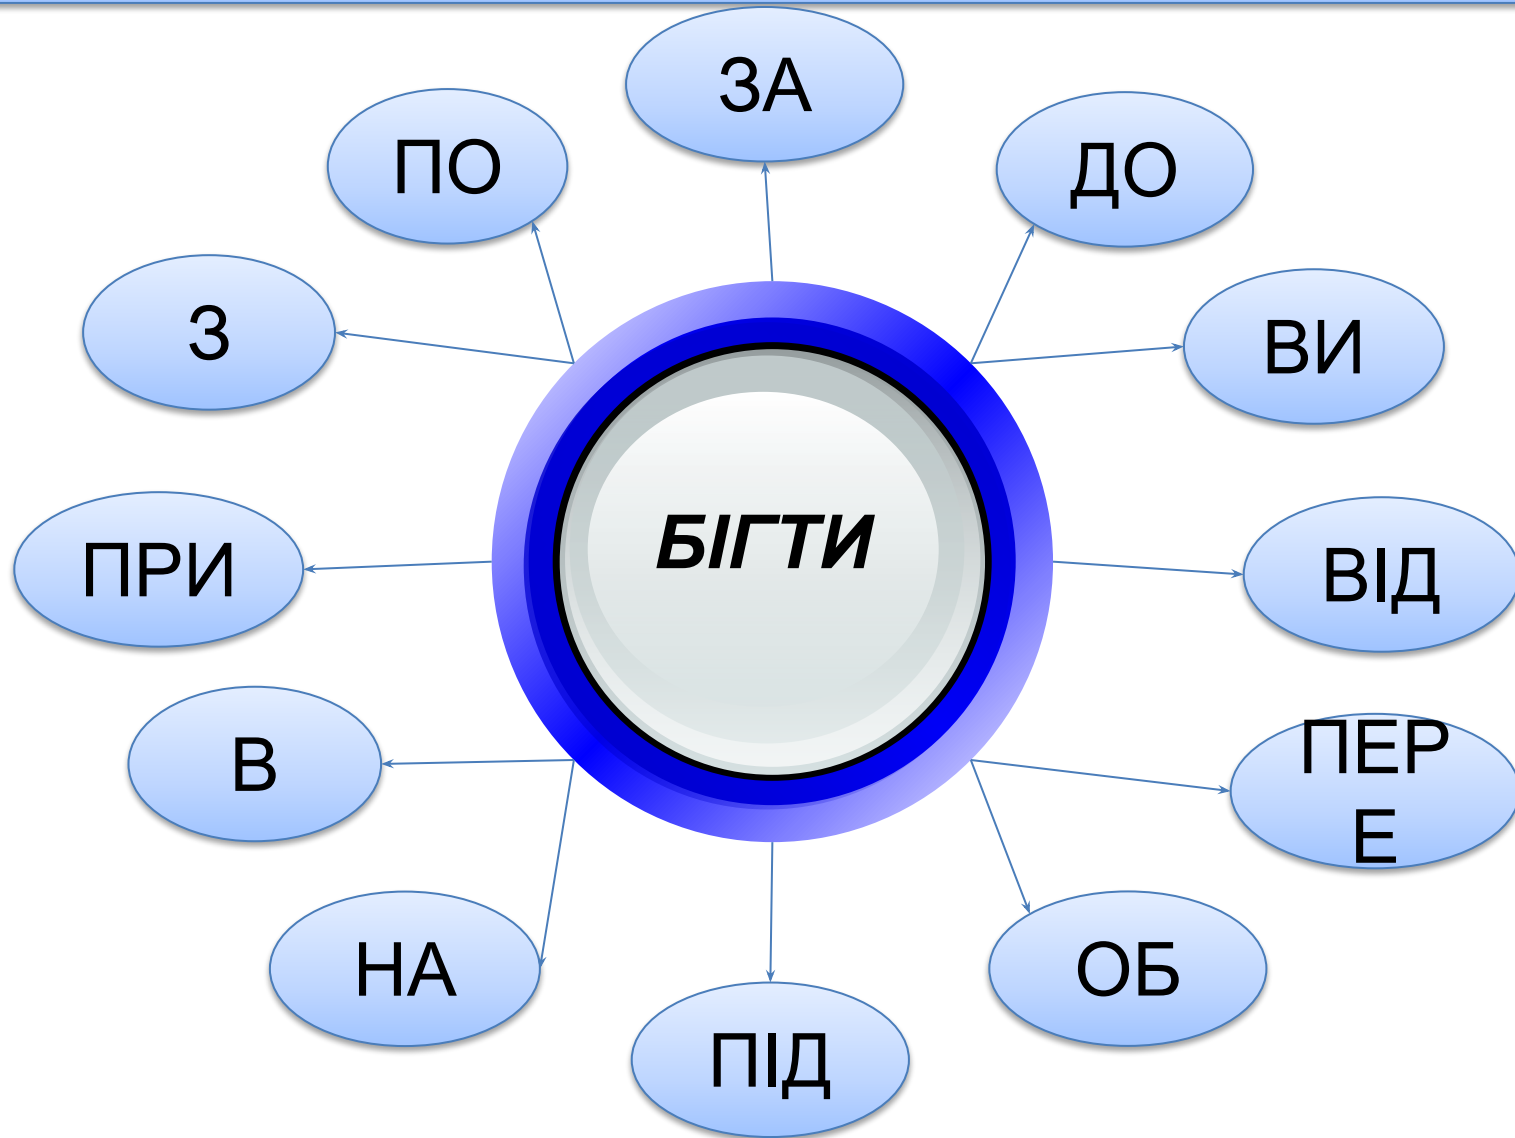 ЗА
ПО
ДО
З
ВИ
БІГТИ
ПРИ
ВІД
В
ПЕР
Е
НА
ОБ
ПІД